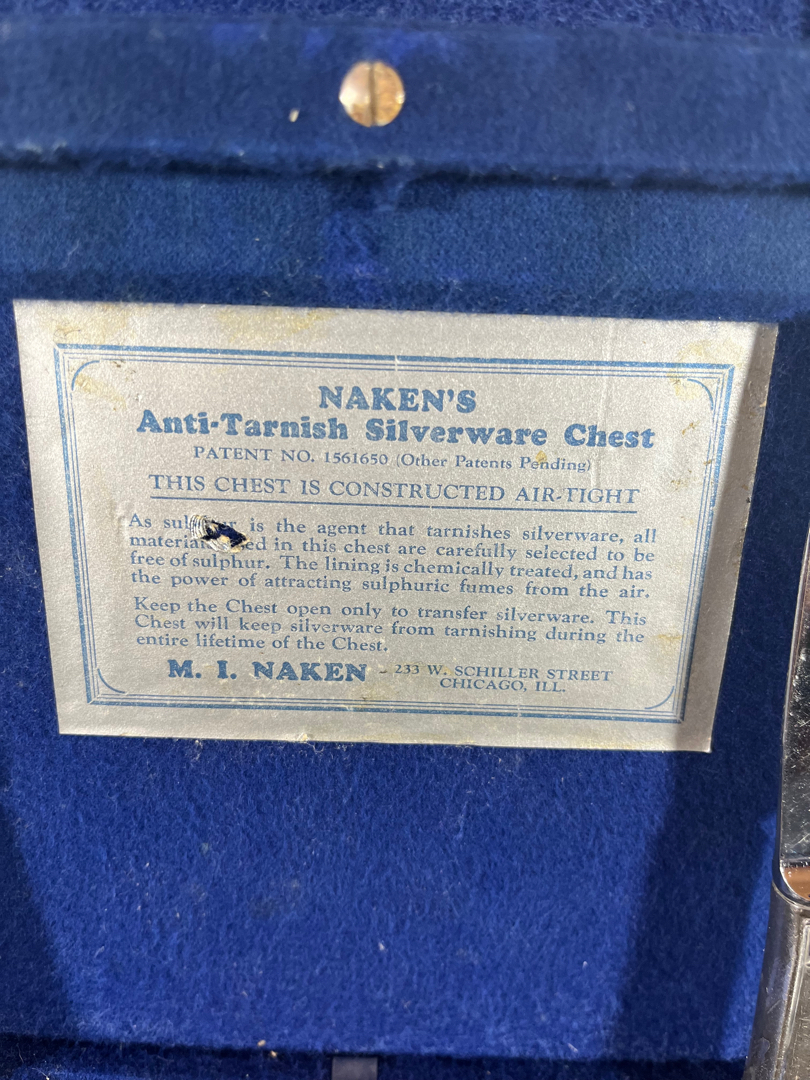 NAKEN'S
Anti-Tarnish Silverware Chest
PATENT NO. 1561650 (Other Patents Pending)
THIS CHEST IS CONSTRUCTED AIR-TIGHT
As is the agent that tarnishes silverware, all
in this chest are carefully selected to be
free of sulphur. The lining is chemically treated, and has
the power of attracting sulphuric fumes from the air.
Keep the Chest open only to transfer silverware. This
Chest will keep silverware from tarnishing during the
entire lifetime of the Chest.
M. I. NAKEN - 233 W. SCHILLER STREET
CHICAGO, ILL.